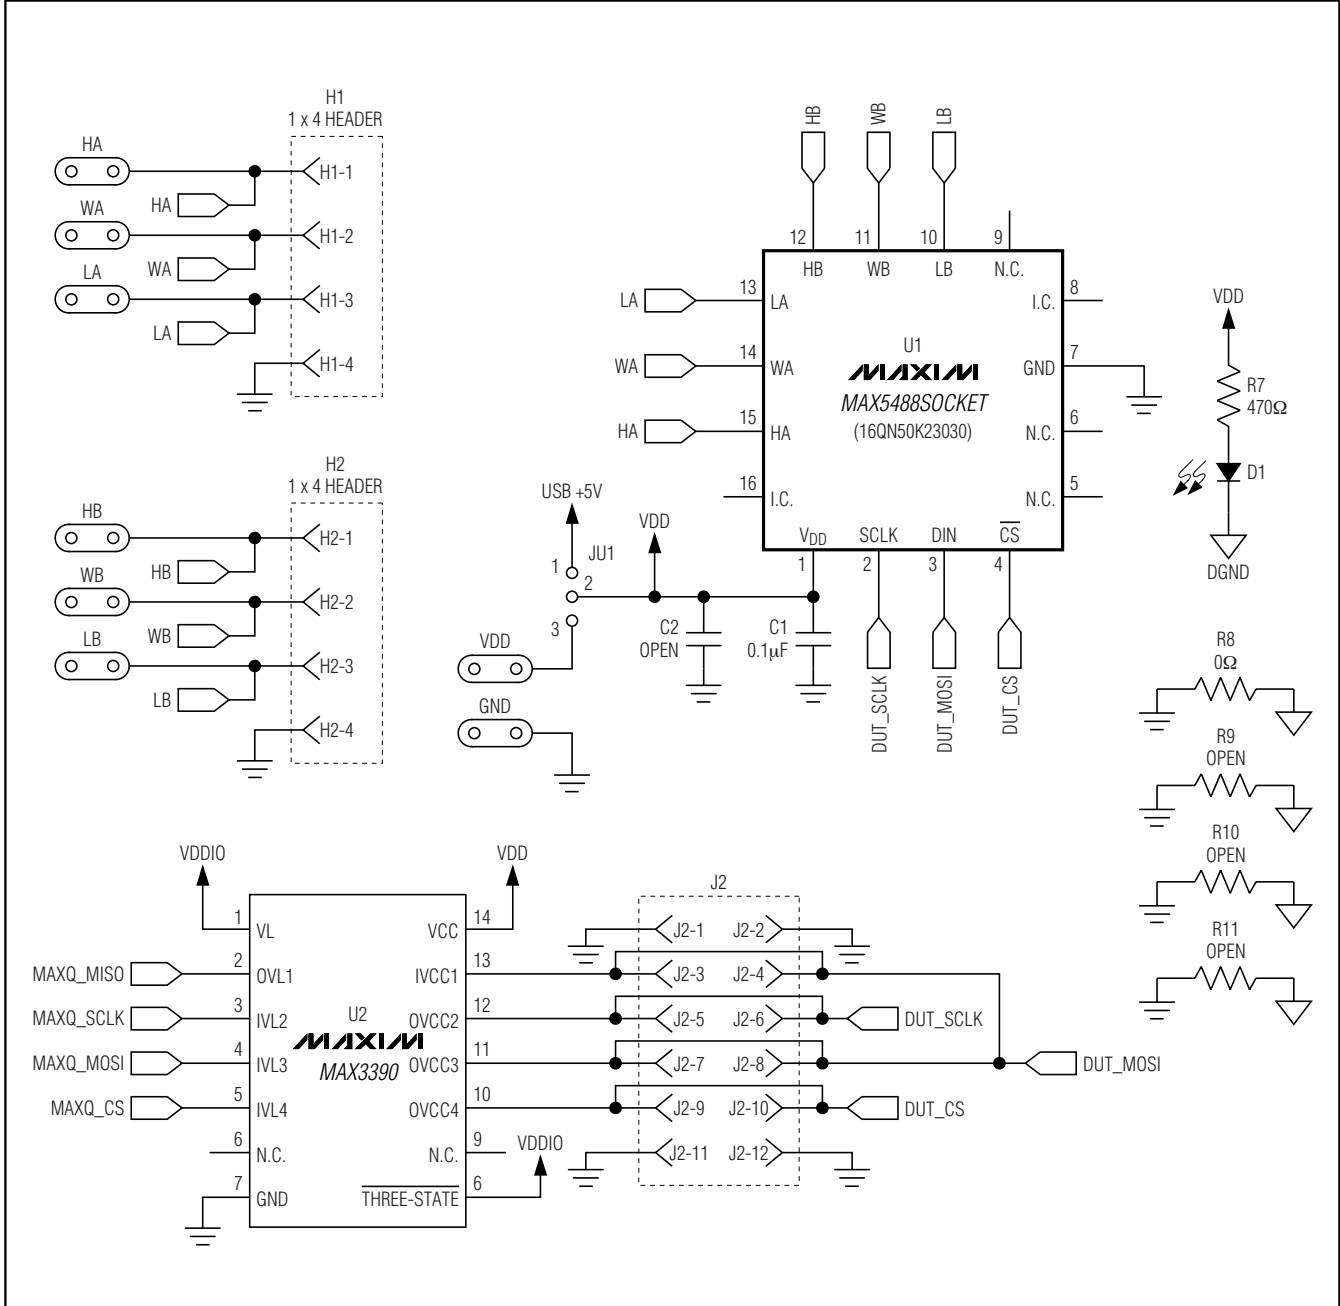 H1
1 x 4 HEADER
HA
H1-1
HA
WA
H1-2
WA
LA
H1-3
LA
H1-4
H2
1 x 4 HEADER
HB
H2-1
HB
WB
H2-2
WB
LB
H2-3
LB
H2-4
HB WB LB
12 11 10 9
HB WB LB N.C.
LA 13 LA
I.C. 8
WA 14 WA
GND 7
HA 15 HA
N.C. 6
16 I.C.
N.C. 5
U1
MAXIM
MAX5488SOCKET
(16QN50K23030)
VDD SCLK DIN CS
1 2 3 4
DUT_SCLK DUT_MOSI DUT_CS
USB +5V
JU1
1
2
3
VDD
VDD
GND
C2
OPEN
C1
0.1µF
VDD
R7
470Ω
D1
DGND
R8
0Ω
R9
OPEN
R10
OPEN
R11
OPEN
VDDIO
VDD
1 VL
VCC 14
MAXQ_MISO 2 OVL1
IVCC1 13
MAXQ_SCLK 3 IVL2
OVCC2 12
MAXQ_MOSI 4 IVL3
OVCC3 11
MAXQ_CS 5 IVL4
OVCC4 10
6 N.C.
N.C. 9
7 GND
THREE-STATE 6
VDDIO
U2
MAXIM
MAX3390
J2
J2-1 J2-2
J2-3 J2-4
J2-5 J2-6 DUT_SCLK
J2-7 J2-8 DUT_MOSI
J2-9 J2-10 DUT_CS
J2-11 J2-12